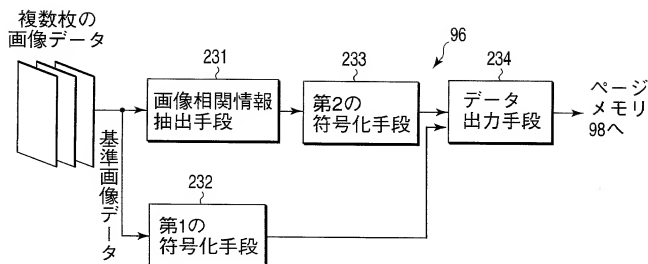 複数枚の
画像データ
231
画像相関情報
抽出手段
233
第2の
符号化手段
96
234
データ
出力手段
ページ
メモリ
98へ
基準画像データ
232
第1の
符号化手段